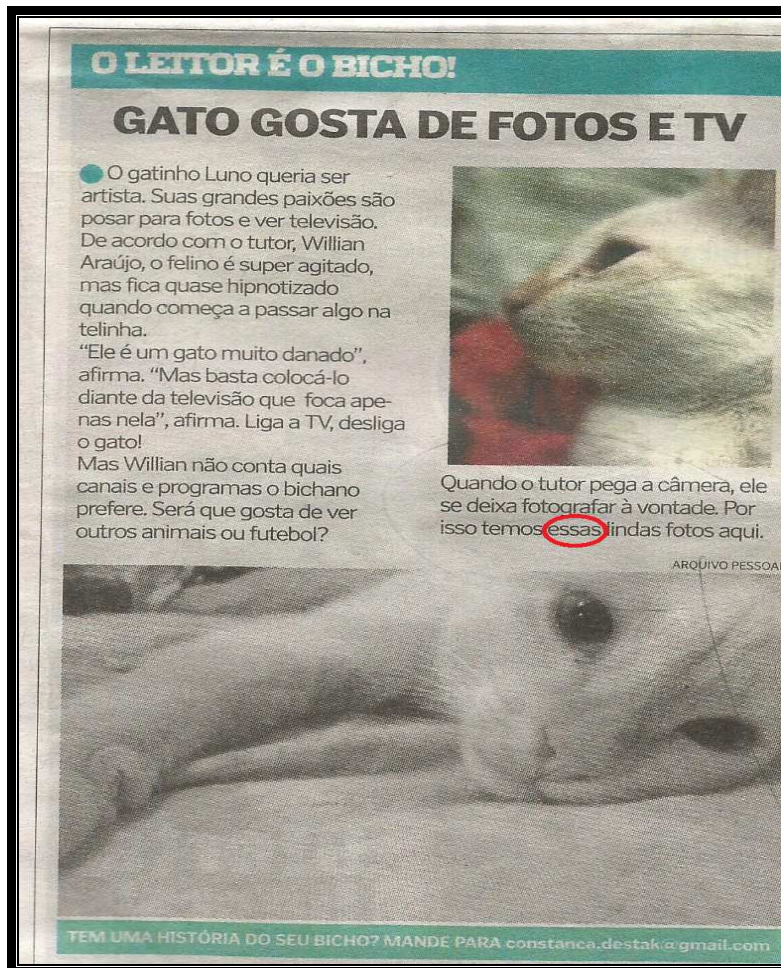 O LEITOR É O BICHO!
GATO GOSTA DE FOTOS E TV
O gatinho Luno queria ser
artista. Suas grandes paixões são
posar para fotos e ver televisão.
De acordo com o tutor, Willian
Araújo, o felino é super agitado,
mas fica quase hipnotizado
quando começa a passar algo na
telinha.
“Ele é um gato muito danado”,
afirma. “Mas basta colocá-lo
diante da televisão que foca ape-
nas nela”, afirma. Liga a TV, desliga
o gato!
Mas Willian não conta quais
canais e programas o bichano
prefere. Será que gosta de ver
outros animais ou futebol?
Quando o tutor pega a câmera, ele
se deixa fotografar à vontade. Por
isso temos essas lindas fotos aqui.
ARQUIVO PESSOAL
TEM UMA HISTÓRIA DO SEU BICHO? MANDE PARA constanca.destak@gmail.com